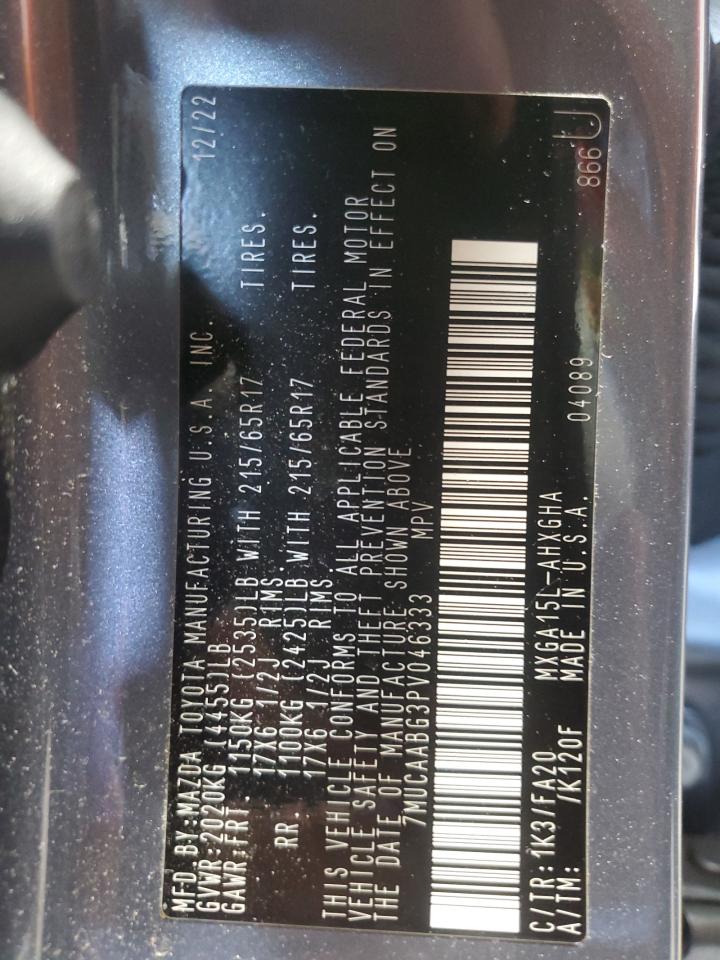 MFD.BY:MAZDA TOYOTA MANUFACTURING U.S.A. INC. 12/22
GVWR:2020KG (4455)LB
GAWR:FRT. 1150KG (2535)LB WITH 215/65R17 TIRES.
17X6 1/2J RIMS
RR. 1100KG (2425)LB WITH 215/65R17 TIRES.
17X6 1/2J RIMS.
THIS VEHICLE CONFORMS TO ALL APPLICABLE FEDERAL MOTOR
VEHICLE SAFETY AND THEFT PREVENTION STANDARDS IN EFFECT ON
THE DATE OF MANUFACTURE SHOWN ABOVE
7MUCAABG3PV046333 MPV
C/TR:1K3/FA20 MXGA15L-AHXGHA
A/TM: /K120F MADE IN U.S.A. 04089 866 U